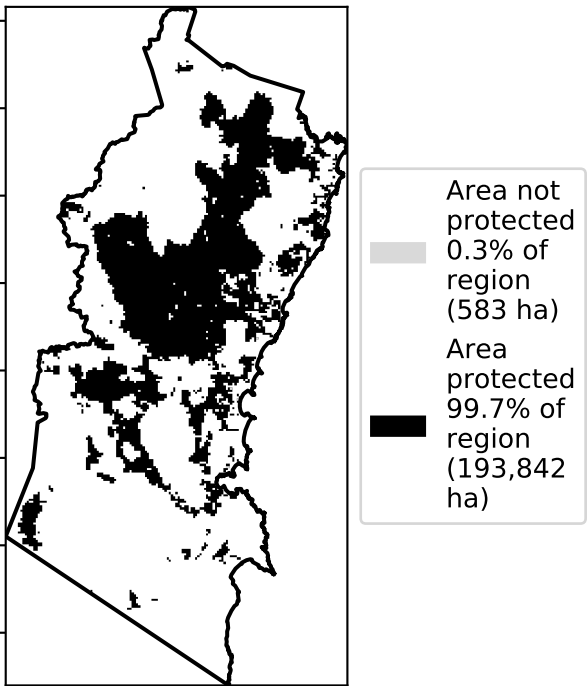 Area not
protected
0.3% of
region
(583 ha)
Area
protected
99.7% of
region
(193,842
ha)